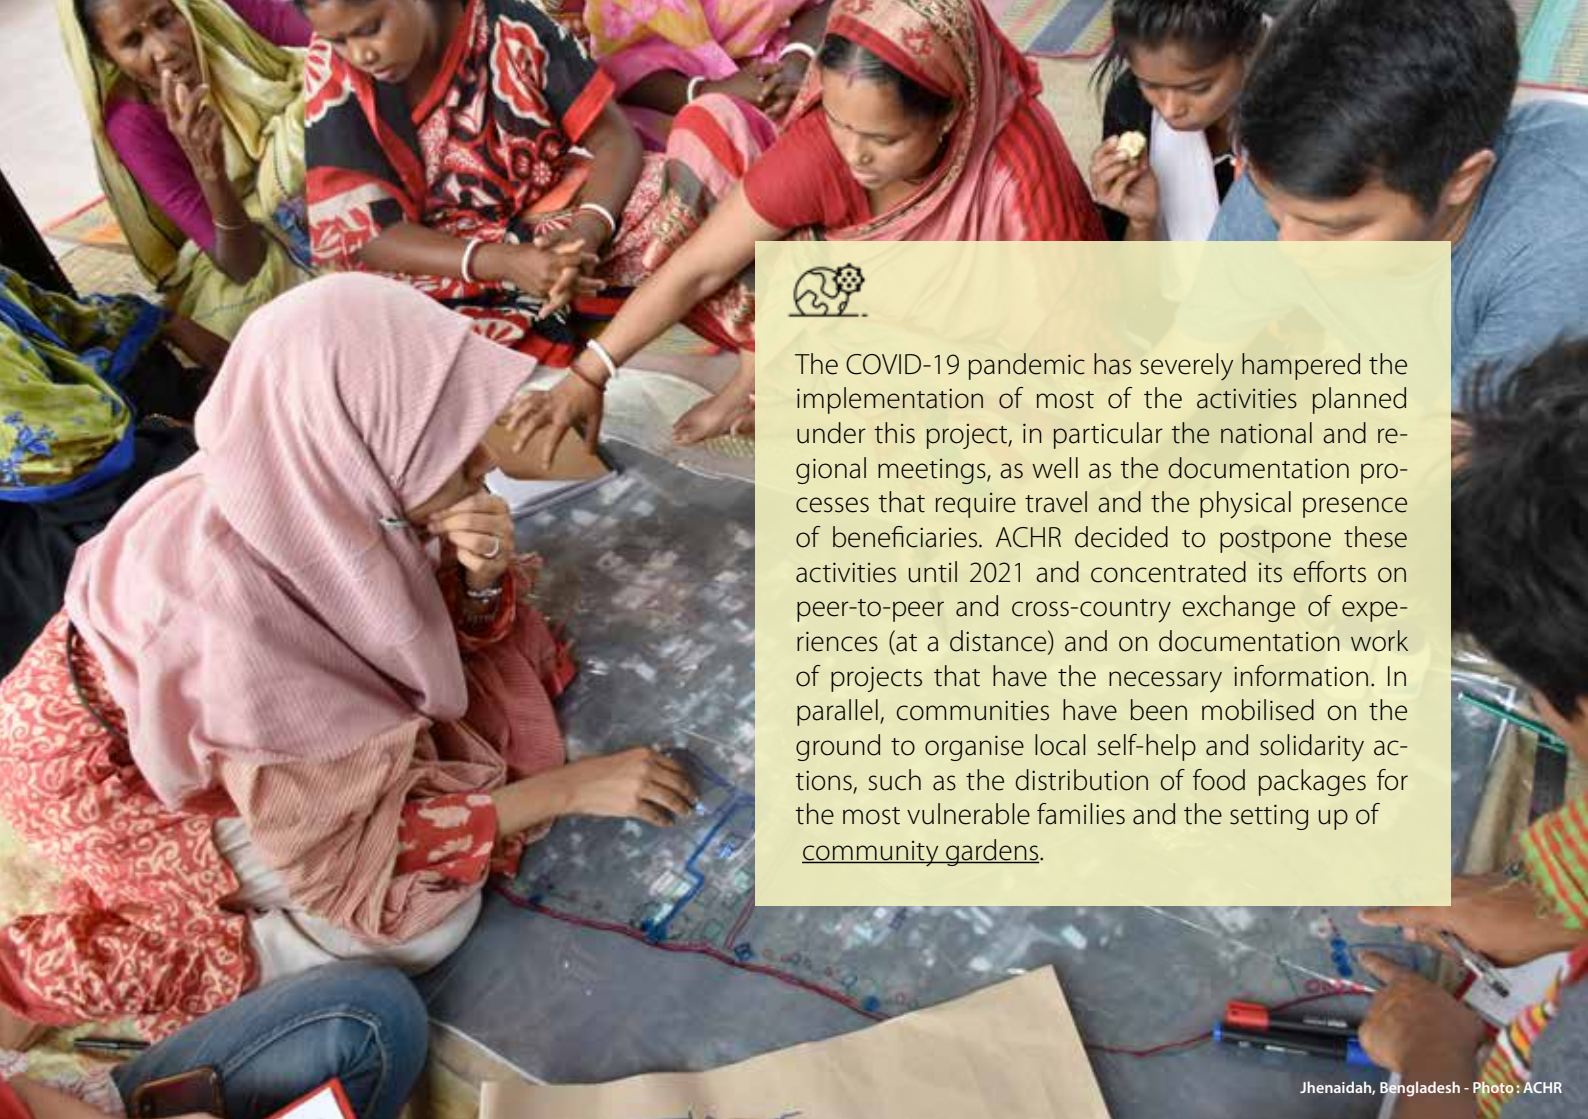 The COVID-19 pandemic has severely hampered the
implementation of most of the activities planned
under this project, in particular the national and re-
gional meetings, as well as the documentation pro-
cesses that require travel and the physical presence
of beneficiaries. ACHR decided to postpone these
activities until 2021 and concentrated its efforts on
peer-to-peer and cross-country exchange of expe-
riences (at a distance) and on documentation work
of projects that have the necessary information. In
parallel, communities have been mobilised on the
ground to organise local self-help and solidarity ac-
tions, such as the distribution of food packages for
the most vulnerable families and the setting up of
community gardens.
Jhenaidah, Bengladesh - Photo : ACHR